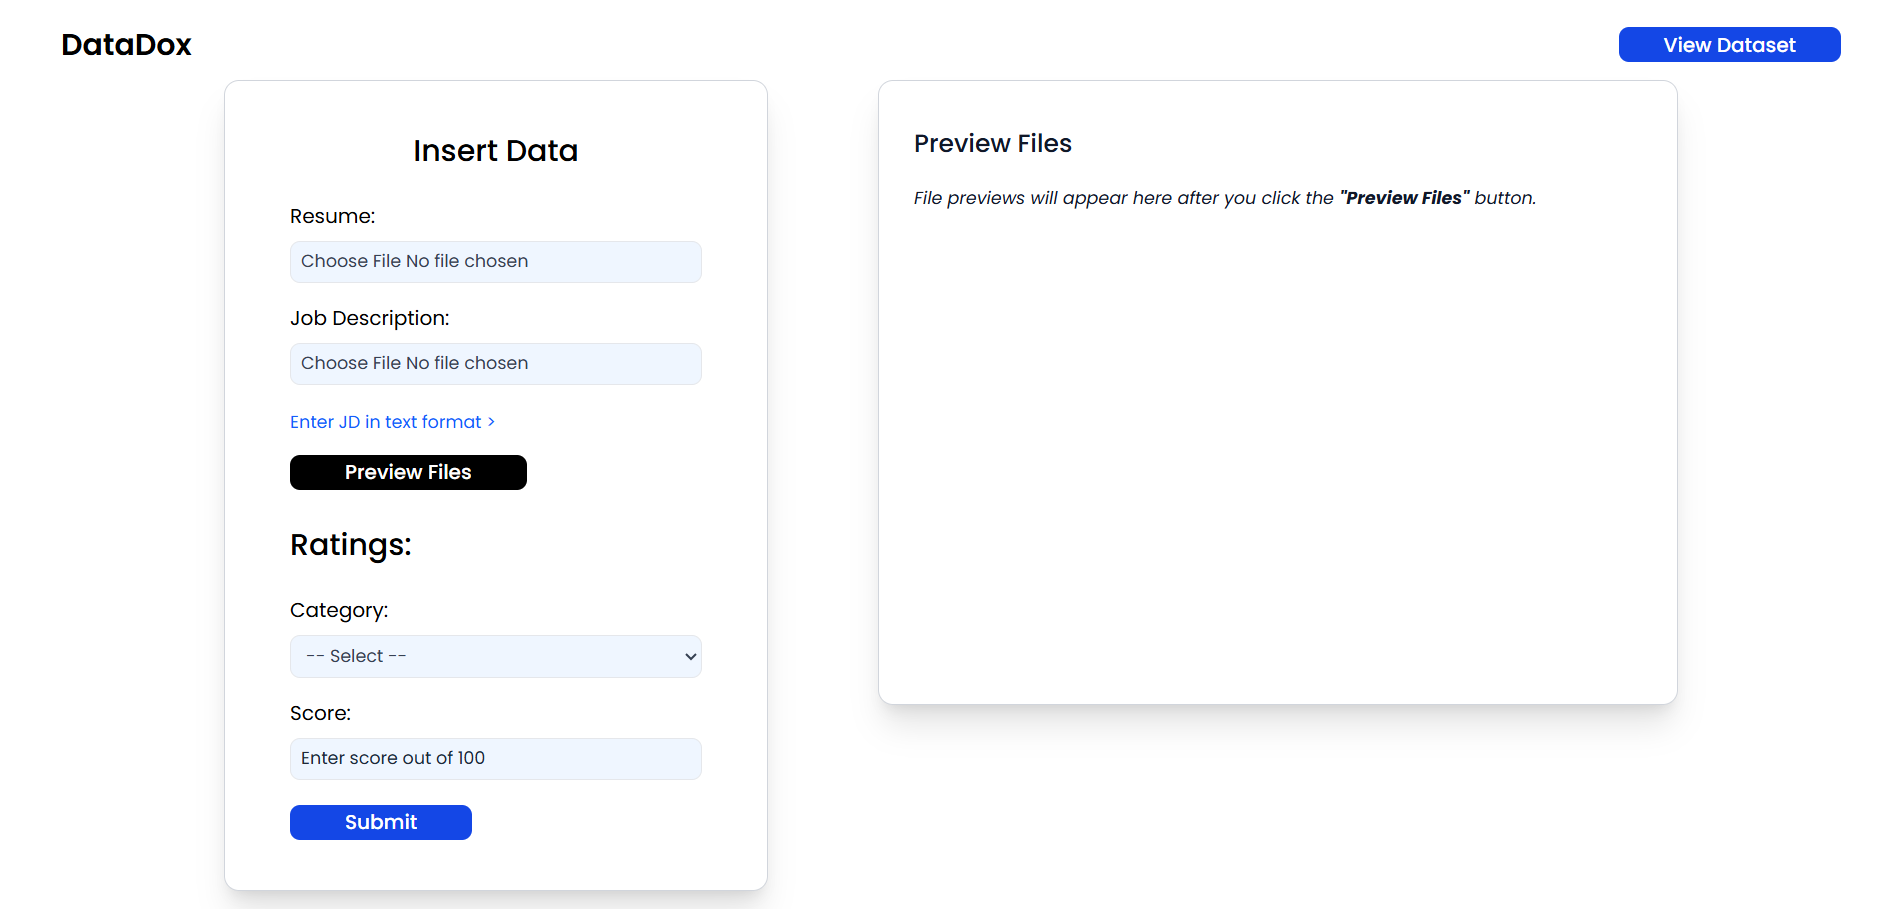 DataDox
View Dataset
Insert Data
Resume:
Choose File No file chosen
Job Description:
Choose File No file chosen
Enter JD in text format >
Preview Files
Ratings:
Category:
-- Select --
Score:
Enter score out of 100
Submit
Preview Files
File previews will appear here after you click the "Preview Files" button.